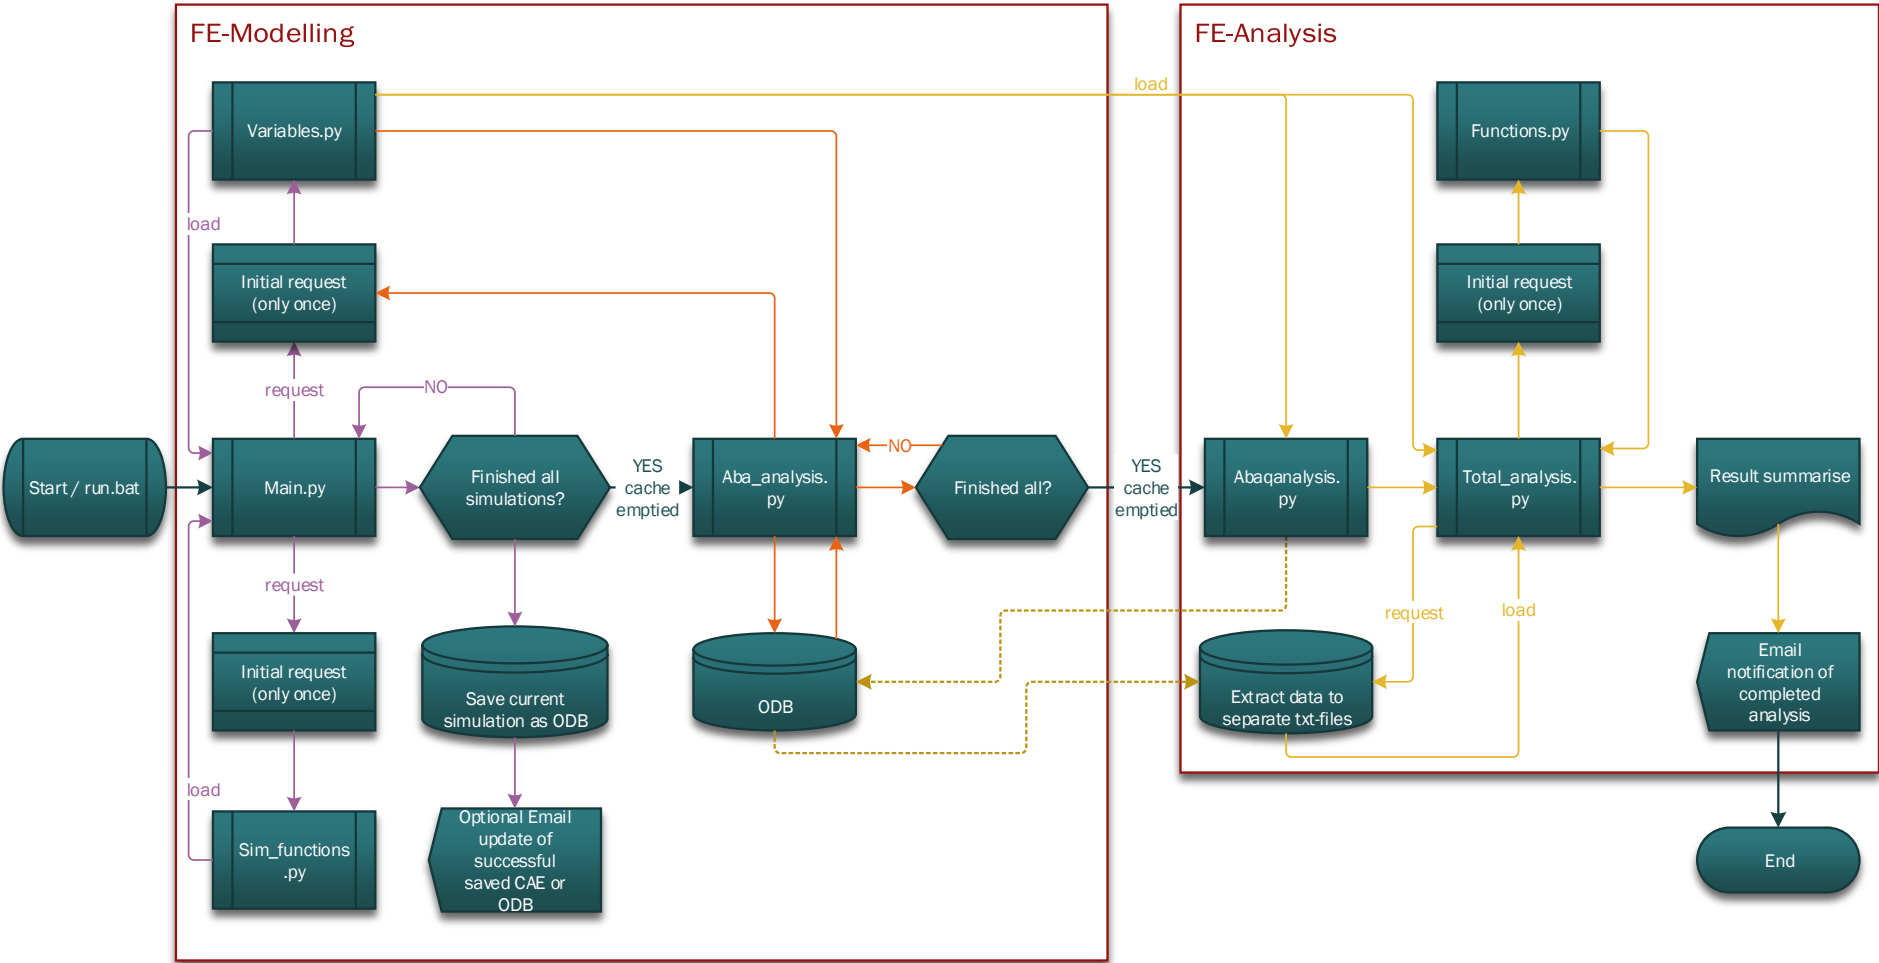 FE-Modelling
FE-Analysis
load
Variables.py
Functions.py
load
Initial request
(only once)
Initial request
(only once)
request
NO
Start / run.bat
Main.py
Finished all
simulations?
YES
cache
emptied
Aba_analysis.
py
NO
Finished all?
YES
cache
emptied
Abaqanalysis.
py
Total_analysis.
py
Result summarise
request
request
load
Initial request
(only once)
Save current
simulation as ODB
ODB
Extract data to
separate txt-files
Email
notification of
completed
analysis
load
Sim_functions
.py
Optional Email
update of
successful
saved CAE or
ODB
End